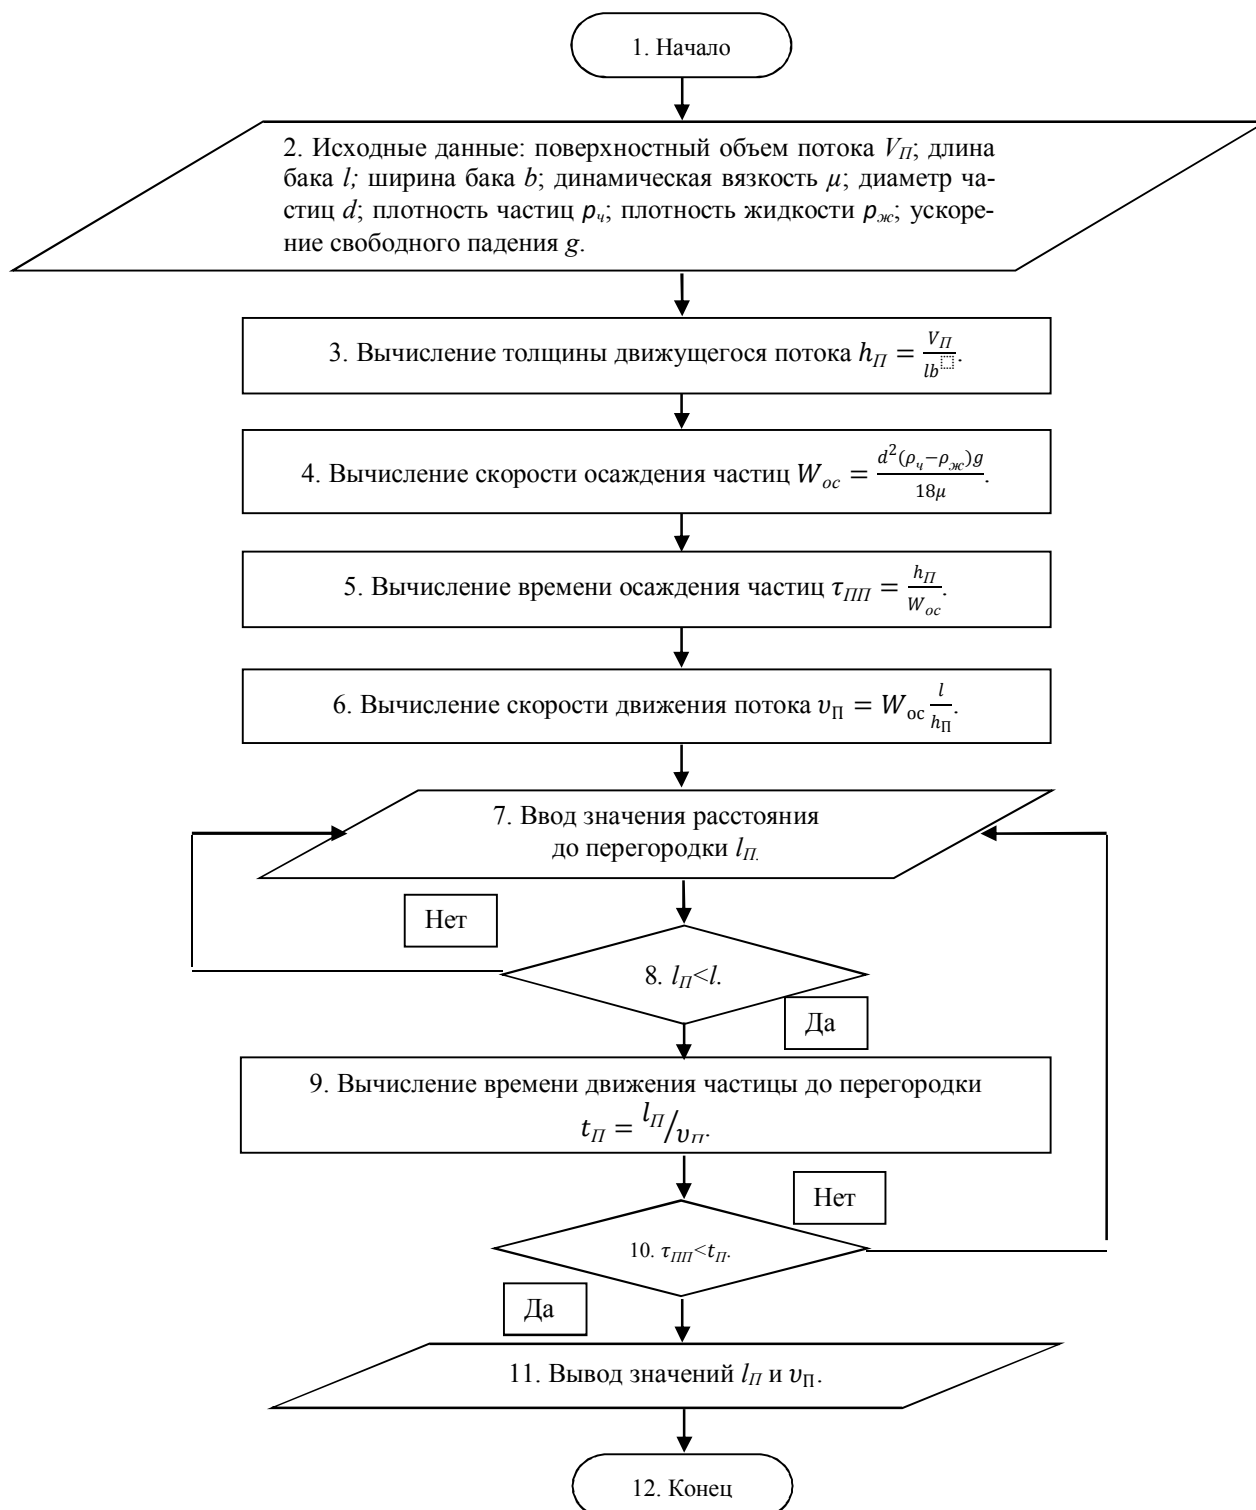 1. Начало
2. Исходные данные: поверхностный объем потока V_П; длина
бака l; ширина бака b; динамическая вязкость μ; диаметр ча-
стиц d; плотность частиц ρ_ч; плотность жидкости ρ_ж; ускоре-
ние свободного падения g.
3. Вычисление толщины движущегося потока h_П = V_П/lb.
4. Вычисление скорости осаждения частиц W_ос = d²(ρ_ч−ρ_ж)g/18μ.
5. Вычисление времени осаждения частиц τ_ПП = h_П/W_ос.
6. Вычисление скорости движения потока υ_П = W_ос l/h_П.
7. Ввод значения расстояния
до перегородки l_П.
Нет
8. l_П<l.
Да
9. Вычисление времени движения частицы до перегородки
t_П = l_П/υ_П.
Нет
10. τ_ПП<t_П.
Да
11. Вывод значений l_П и υ_П.
12. Конец